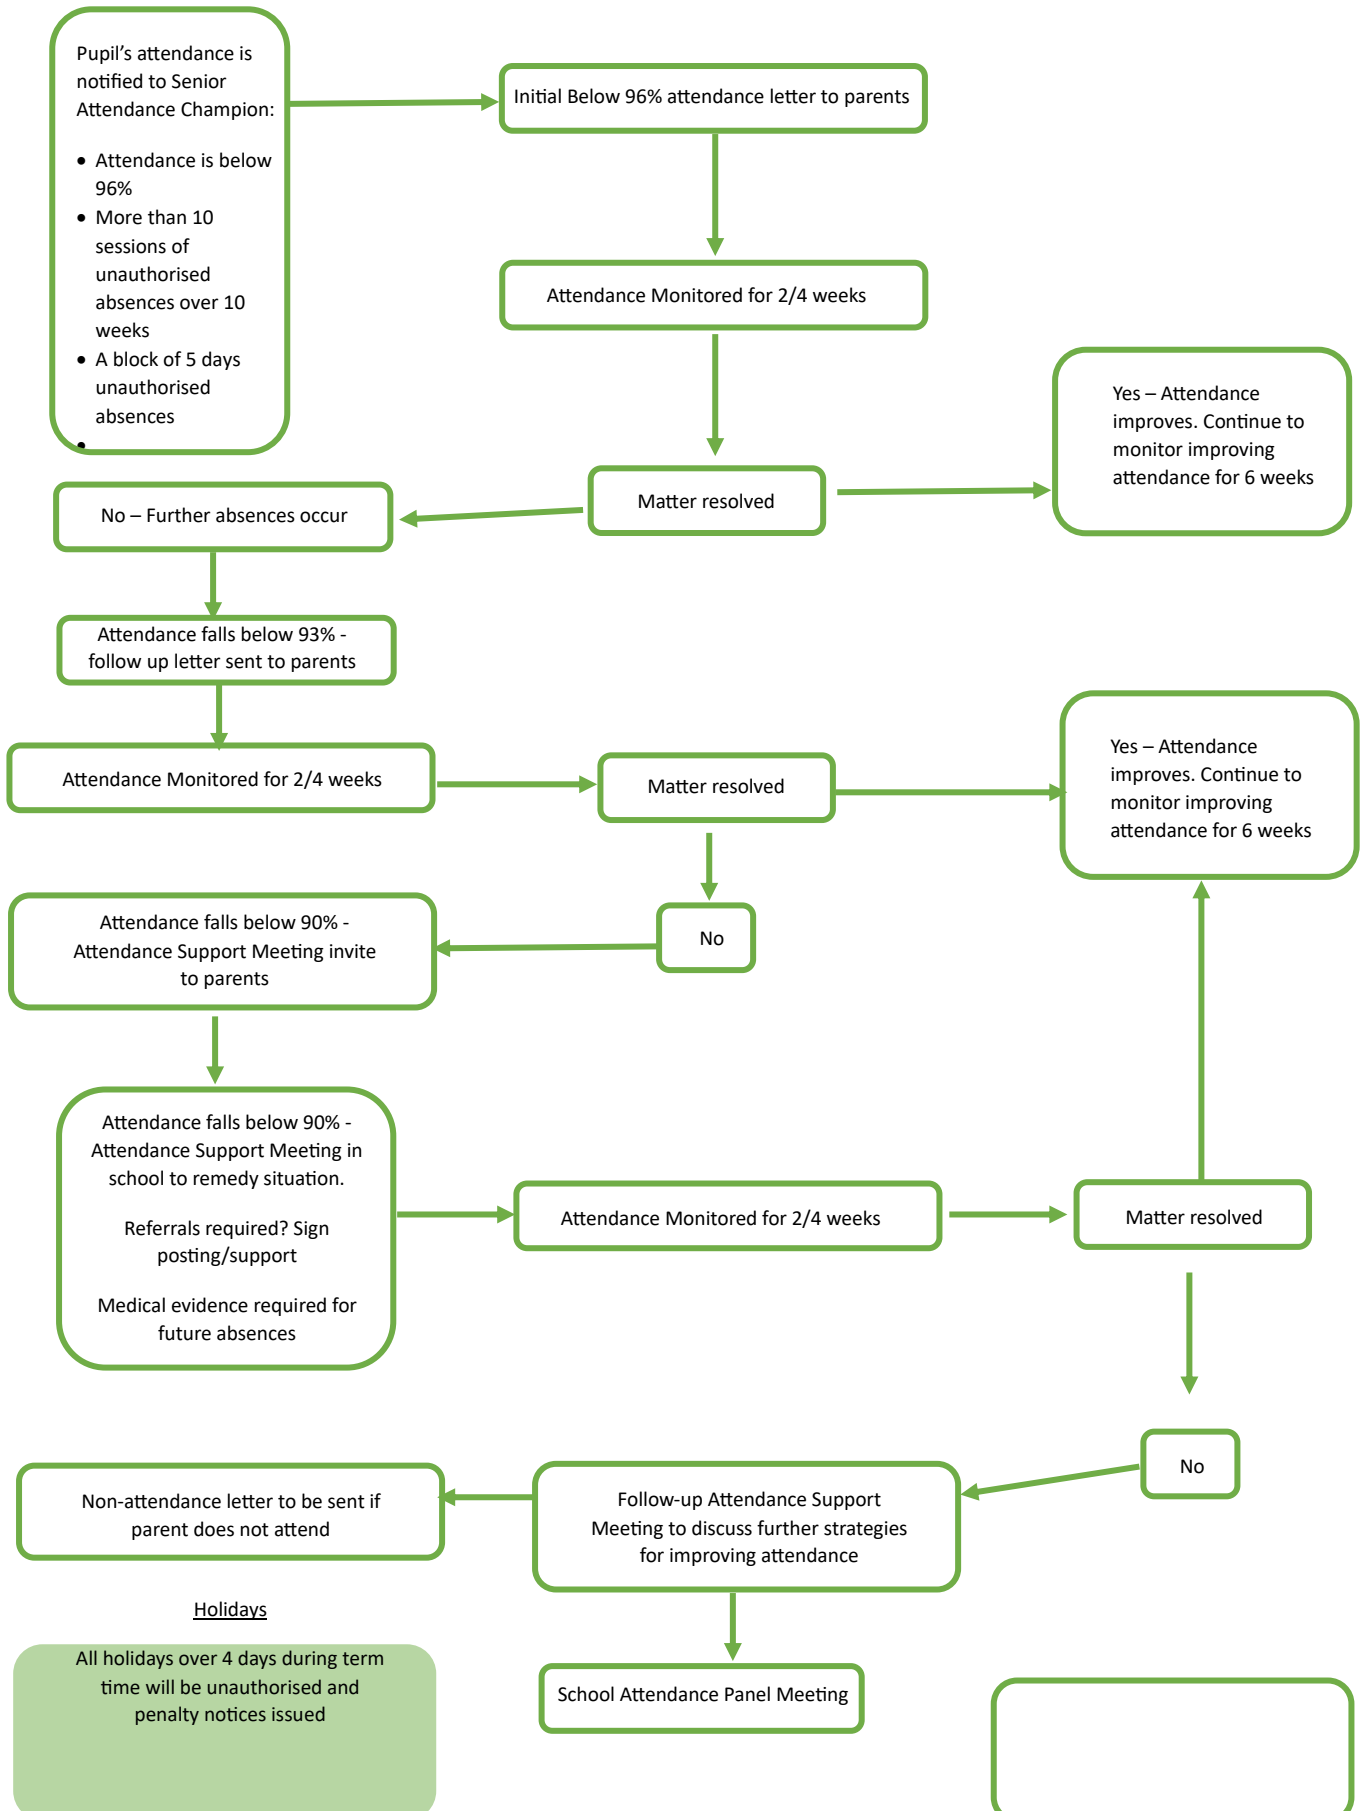 Pupil’s attendance is
notified to Senior
Attendance Champion:
• Attendance is below
96%
• More than 10
sessions of
unauthorised
absences over 10
weeks
• A block of 5 days
unauthorised
absences
•
Initial Below 96% attendance letter to parents
Attendance Monitored for 2/4 weeks
Matter resolved
Yes – Attendance
improves. Continue to
monitor improving
attendance for 6 weeks
No – Further absences occur
Attendance falls below 93% -
follow up letter sent to parents
Attendance Monitored for 2/4 weeks
Matter resolved
Yes – Attendance
improves. Continue to
monitor improving
attendance for 6 weeks
No
Attendance falls below 90% -
Attendance Support Meeting invite
to parents
Attendance falls below 90% -
Attendance Support Meeting in
school to remedy situation.
Referrals required? Sign
posting/support
Medical evidence required for
future absences
Attendance Monitored for 2/4 weeks
Matter resolved
No
Follow-up Attendance Support
Meeting to discuss further strategies
for improving attendance
Non-attendance letter to be sent if
parent does not attend
School Attendance Panel Meeting
Holidays
All holidays over 4 days during term
time will be unauthorised and
penalty notices issued